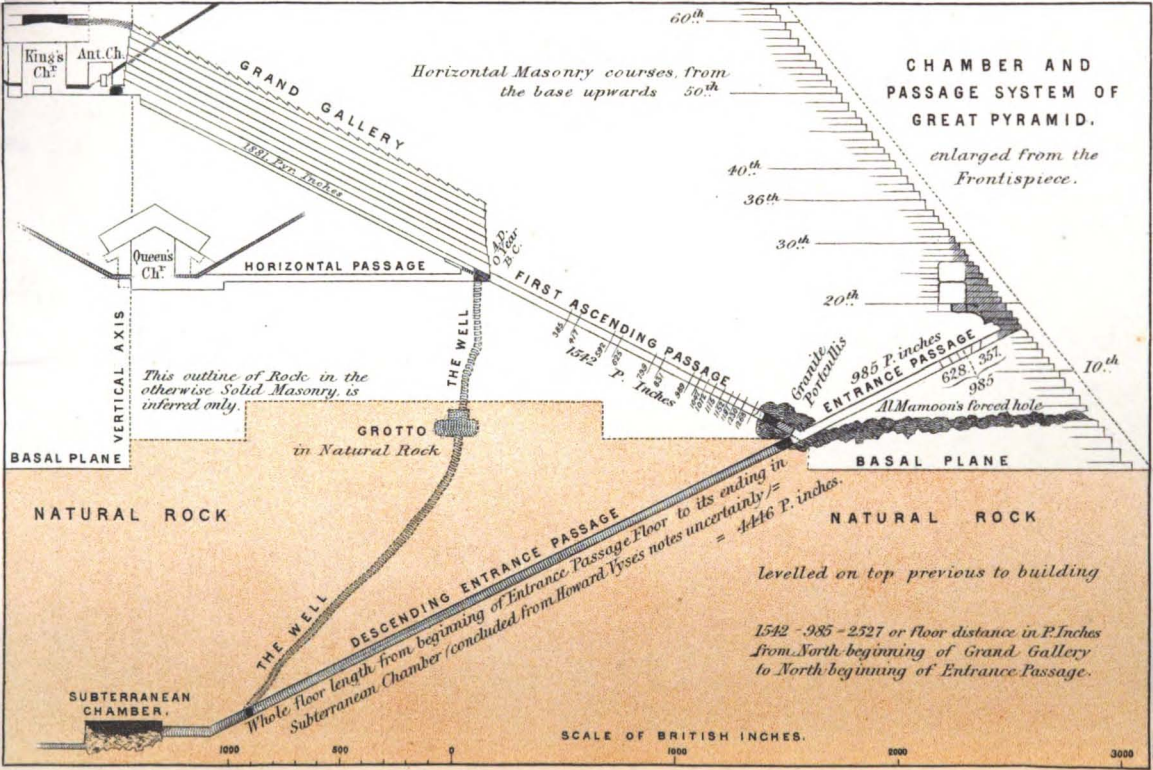 CHAMBER AND
PASSAGE SYSTEM OF
GREAT PYRAMID.
enlarged from the
Frontispiece.
Horizontal Masonry courses, from
the base upwards
60th
50th
40th
36th
30th
20th
10th
King's
Chr
Ant. Ch.
GRAND GALLERY
1881. Pyn Inches
Queen's
Chr
HORIZONTAL PASSAGE
A.D.
0 Year
B.C.
FIRST ASCENDING PASSAGE
1542
P. Inches
Granite
Portcullis
985 P. inches
ENTRANCE PASSAGE
628. 357.
985
Al Mamoon's forced hole
VERTICAL AXIS
THE WELL
This outline of Rock in the
otherwise Solid Masonry, is
inferred only.
GROTTO
in Natural Rock
BASAL PLANE
BASAL PLANE
NATURAL ROCK
NATURAL ROCK
levelled on top previous to building
1542 - 985 = 2527 or floor distance in P. Inches
from North beginning of Grand Gallery
to North beginning of Entrance Passage.
THE WELL
DESCENDING ENTRANCE PASSAGE
Whole floor length from beginning of Entrance Passage Floor to its ending in
Subterranean Chamber (concluded from Howard Vyse's notes uncertainly) =
= 4446 P. inches.
SUBTERRANEAN
CHAMBER.
SCALE OF BRITISH INCHES.
1000 500 0 1000 2000 3000